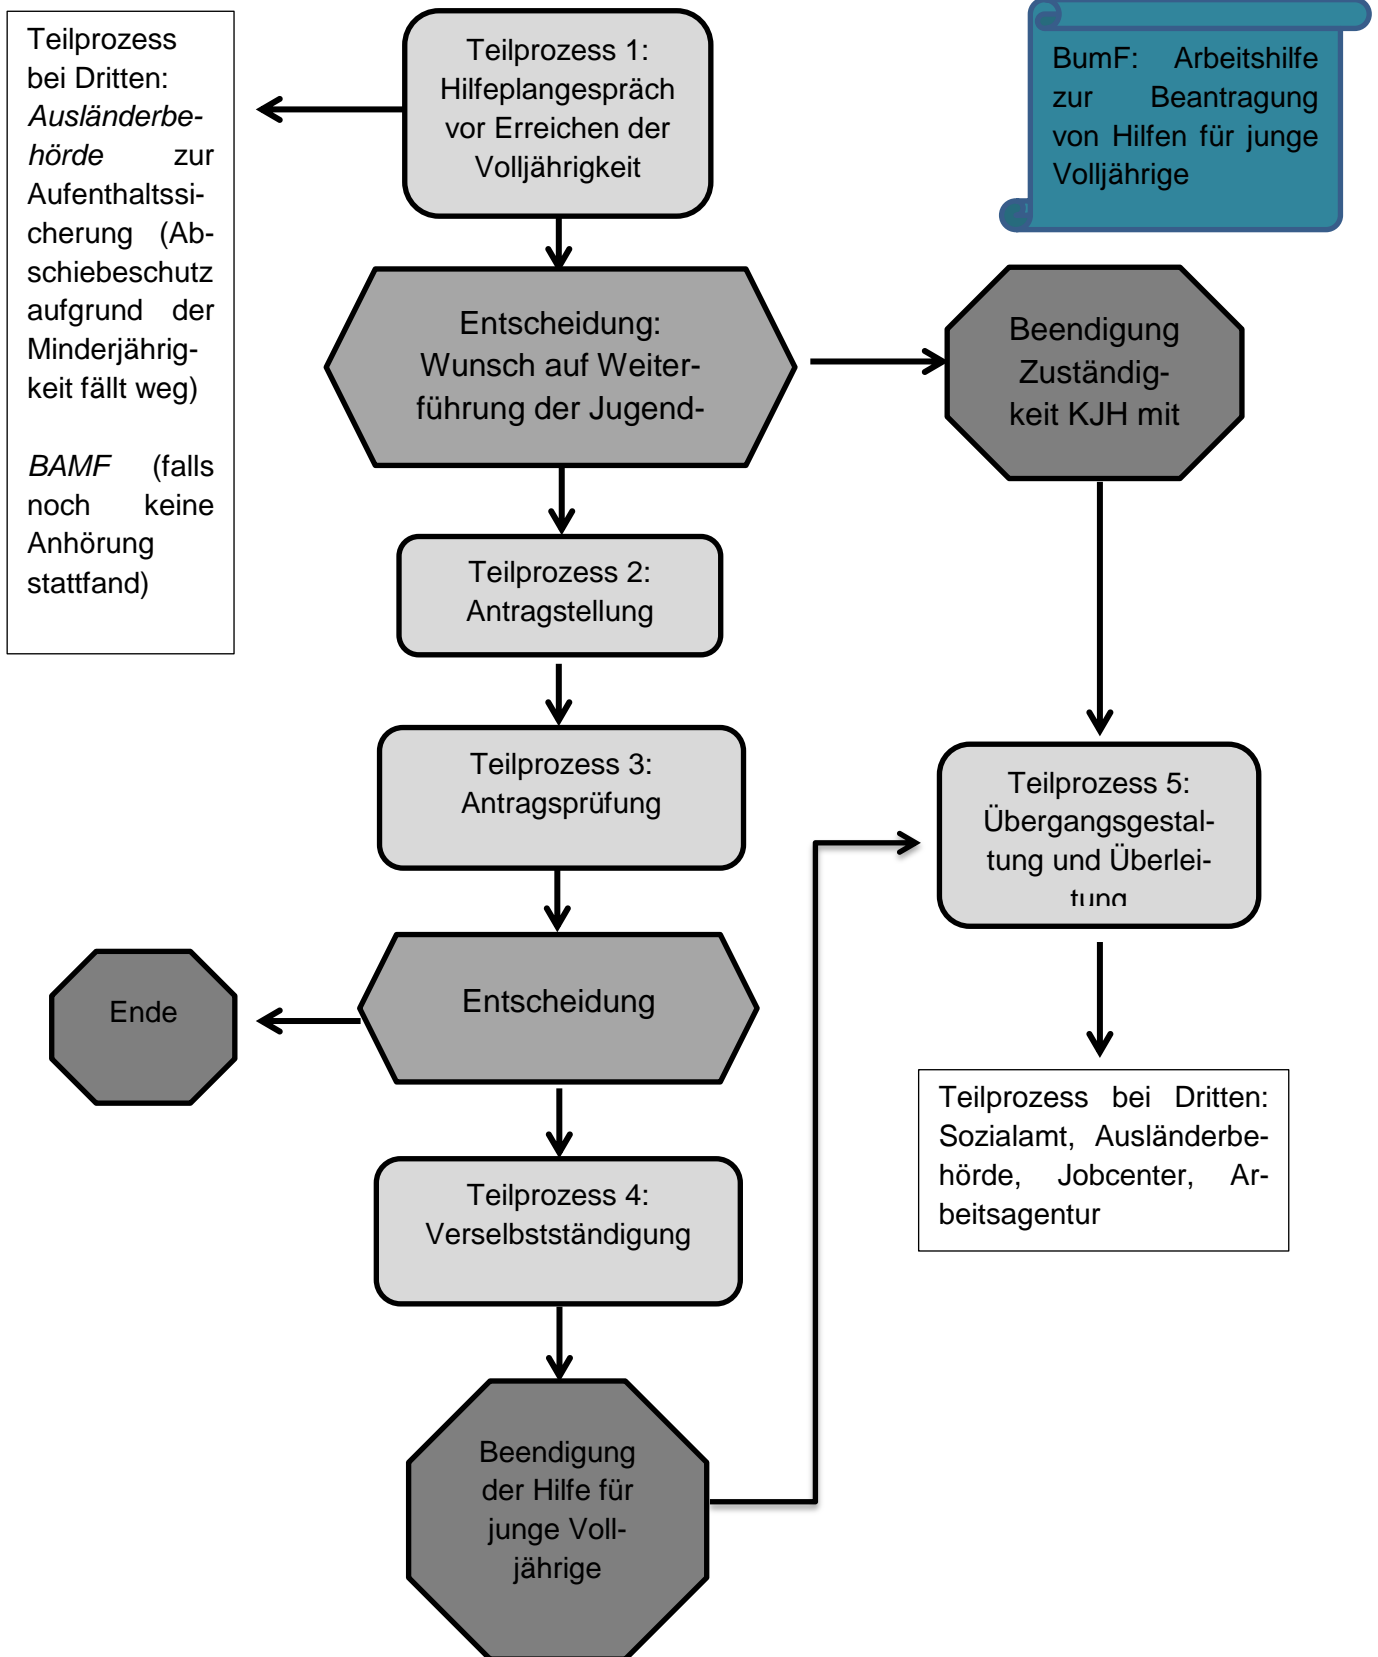 Teilprozess
bei Dritten:
Ausländerbe-
hörde zur
Aufenthaltssi-
cherung (Ab-
schiebeschutz
aufgrund der
Minderjährig-
keit fällt weg)
BAMF (falls
noch keine
Anhörung
stattfand)
Teilprozess 1:
Hilfeplangespräch
vor Erreichen der
Volljährigkeit
BumF: Arbeitshilfe
zur Beantragung
von Hilfen für junge
Volljährige
Entscheidung:
Wunsch auf Weiter-
führung der Jugend-
Beendigung
Zuständig-
keit KJH mit
Teilprozess 2:
Antragstellung
Teilprozess 3:
Antragsprüfung
Teilprozess 5:
Übergangsgestal-
tung und Überlei-
tung
Entscheidung
Ende
Teilprozess bei Dritten:
Sozialamt, Ausländerbe-
hörde, Jobcenter, Ar-
beitsagentur
Teilprozess 4:
Verselbstständigung
Beendigung
der Hilfe für
junge Voll-
jährige